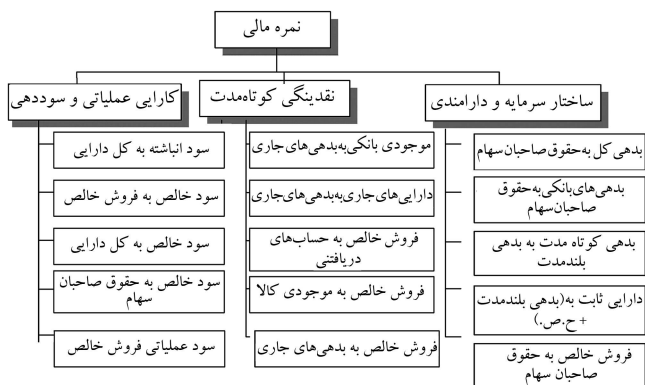 نمره مالی
ساختار سرمایه و دارامندی
بدهی کل به حقوق صاحبان سهام
بدهی‌های بانکی به حقوق
صاحبان سهام
بدهی کوتاه مدت به بدهی
بلندمدت
دارایی ثابت به (بدهی بلندمدت
+ ح.ص.)
فروش خالص به حقوق
صاحبان سهام
نقدینگی کوتاه‌مدت
موجودی بانکی به بدهی‌های جاری
دارایی‌های جاری به بدهی‌های جاری
فروش خالص به حساب‌های
دریافتنی
فروش خالص به موجودی کالا
فروش خالص به بدهی‌های جاری
کارایی عملیاتی و سوددهی
سود انباشته به کل دارایی
سود خالص به فروش خالص
سود خالص به کل دارایی
سود خالص به حقوق صاحبان
سهام
سود عملیاتی فروش خالص